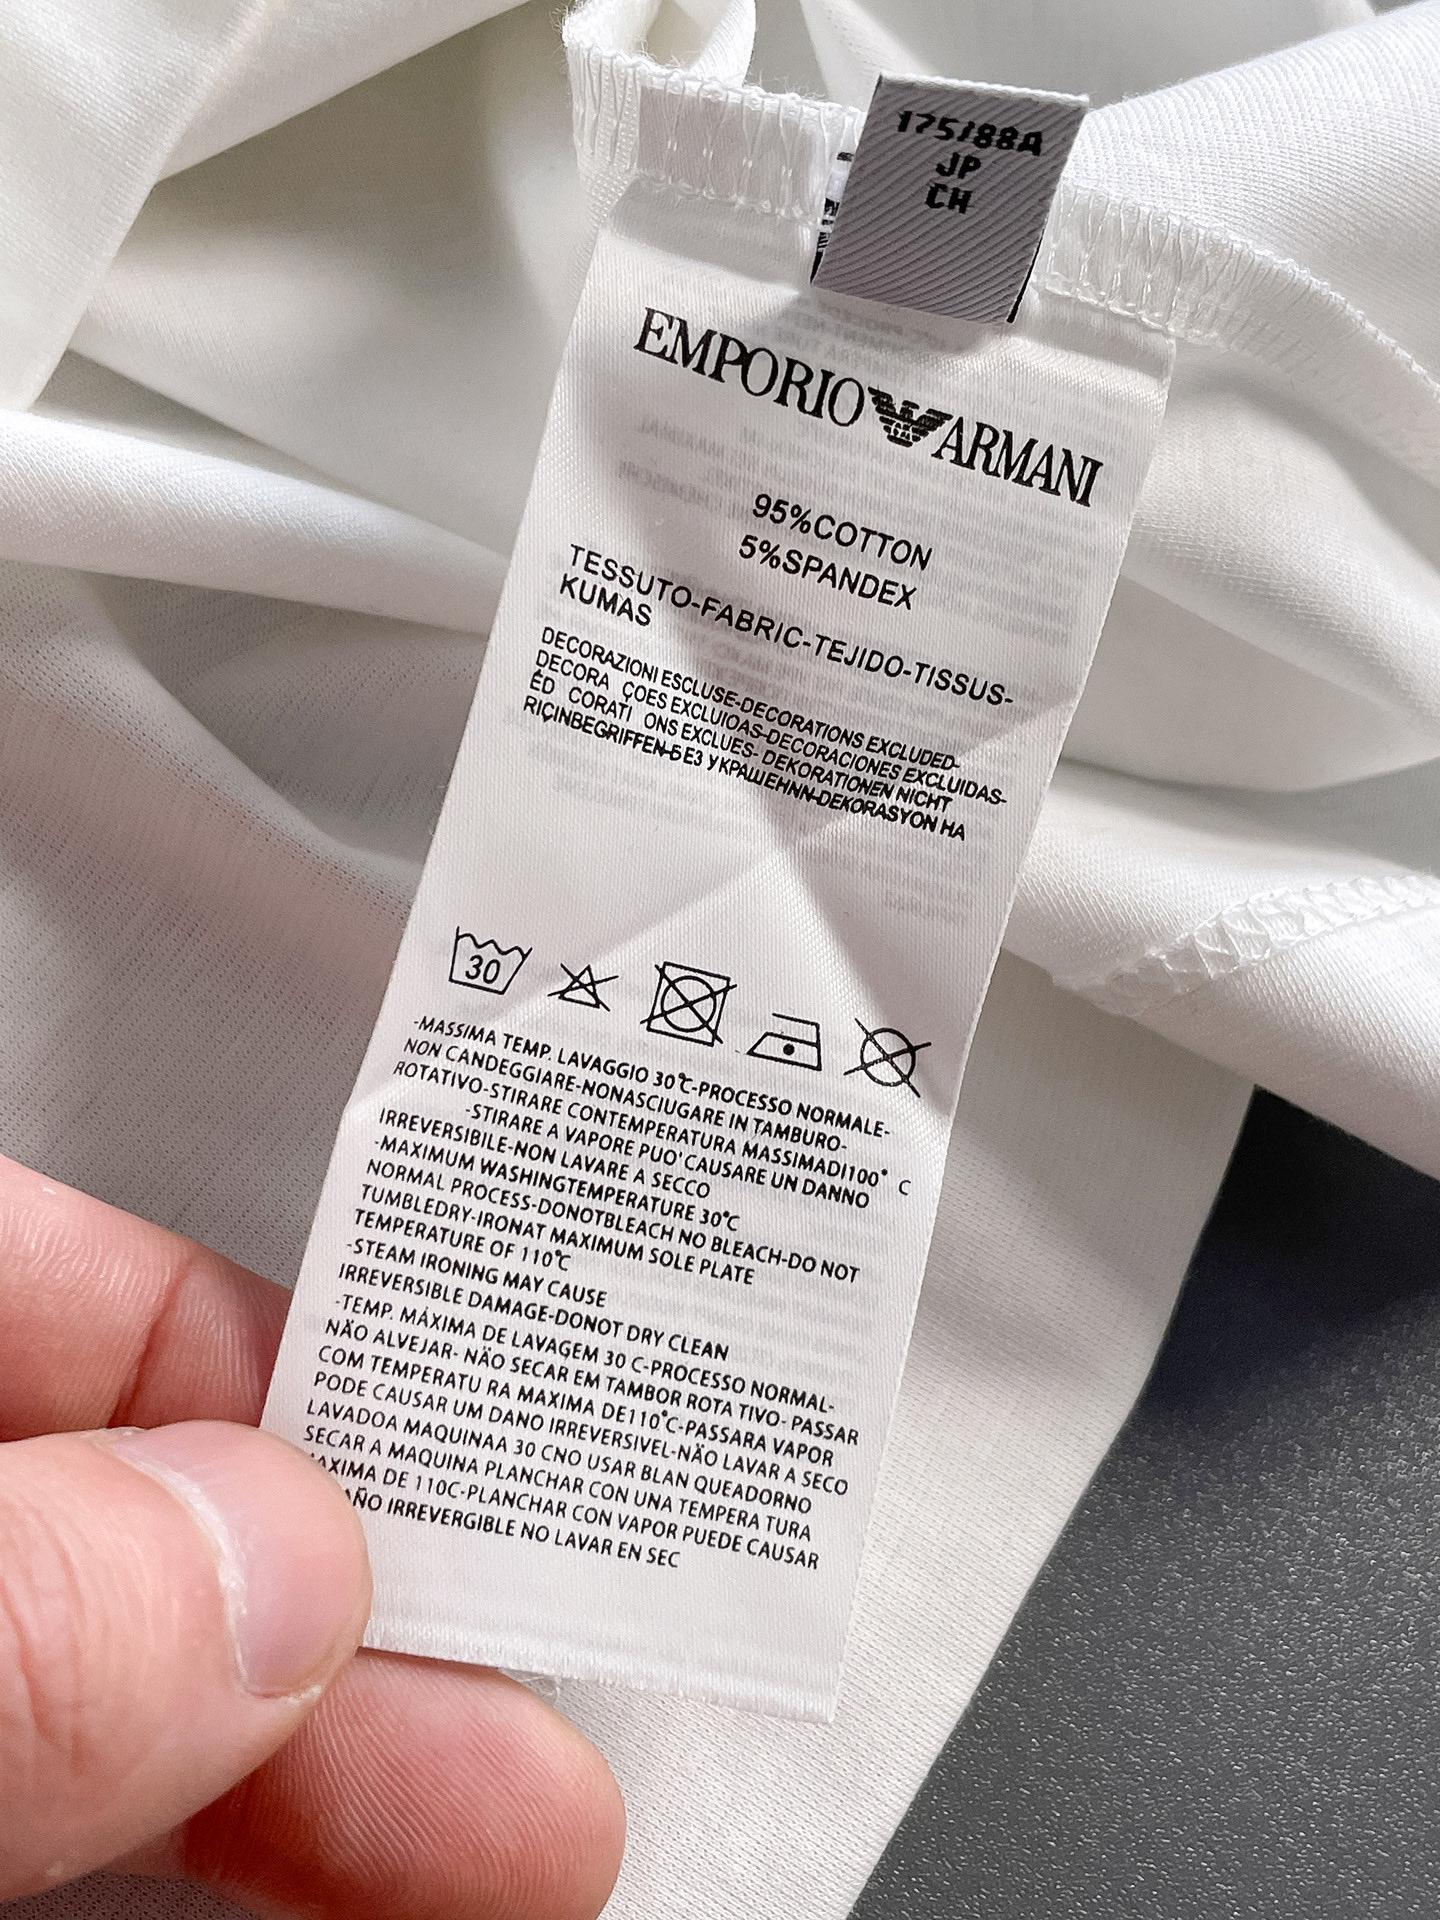 175/88A
JP
CH
EMPORIO ARMANI
95%COTTON
5%SPANDEX
TESSUTO-FABRIC-TEJIDO-TISSUS-
KUMAS
DECORAZIONI ESCLUSE-DECORATIONS EXCLUDED-
DECORA ÇOES EXCLUIOAS-DECORACIONES EXCLUIDAS-
ÉD CORATI ONS EXCLUES- DEKORATIONEN NICHT
RIÇINBEGRIFFEN-БЕЗ УКРАШЕННN-DEKORASYON HA
30
-MASSIMA TEMP. LAVAGGIO 30℃-PROCESSO NORMALE-
NON CANDEGGIARE-NONASCIUGARE IN TAMBURO-
ROTATIVO-STIRARE CONTEMPERATURA MASSIMADI100° C
-STIRARE A VAPORE PUO'CAUSARE UN DANNO
IRREVERSIBILE-NON LAVARE A SECCO
-MAXIMUM WASHINGTEMPERATURE 30℃
NORMAL PROCESS-DONOTBLEACH NO BLEACH-DO NOT
TUMBLEDRY-IRONAT MAXIMUM SOLE PLATE
TEMPERATURE OF 110℃
-STEAM IRONING MAY CAUSE
IRREVERSIBLE DAMAGE-DONOT DRY CLEAN
-TEMP. MÁXIMA DE LAVAGEM 30 C-PROCESSO NORMAL-
NÃO ALVEJAR- NÃO SECAR EM TAMBOR ROTA TIVO- PASSAR
COM TEMPERATU RA MAXIMA DE110℃-PASSARA VAPOR
PODE CAUSAR UM DANO IRREVERSIVEL-NÃO LAVAR A SECO
LAVADOA MAQUINAA 30 CNO USAR BLAN QUEADORNO
SECAR A MAQUINA PLANCHAR CON UNA TEMPERA TURA
AXIMA DE 110C-PLANCHAR CON VAPOR PUEDE CAUSAR
AÑO IRREVERGIBLE NO LAVAR EN SEC